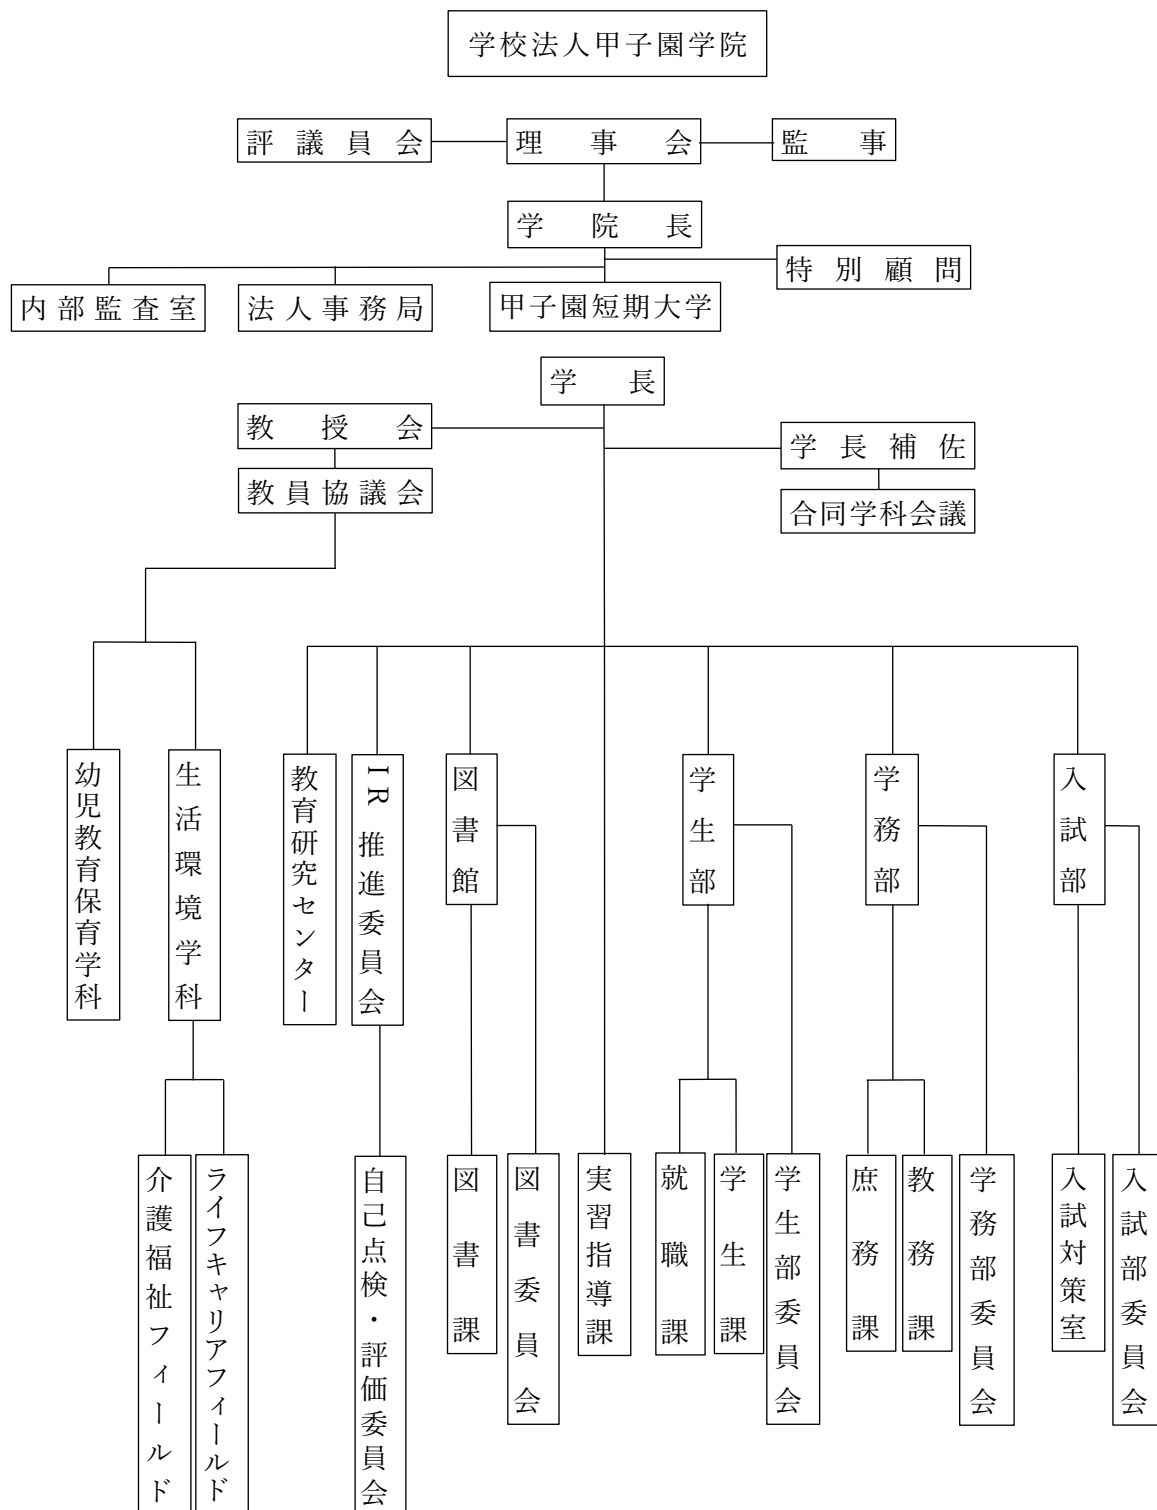 学校法人甲子園学院
評議員会
理事会
監事
学院長
特別顧問
内部監査室
法人事務局
甲子園短期大学
学長
教授会
学長補佐
教員協議会
合同学科会議
幼児教育保育学科
生活環境学科
教育研究センター
IR推進委員会
図書館
学生部
学務部
入試部
介護福祉フィールド
ライフキャリアフィールド
自己点検・評価委員会
図書課
図書委員会
実習指導課
就職課
学生課
学生部委員会
庶務課
教務課
学務部委員会
入試対策室
入試部委員会